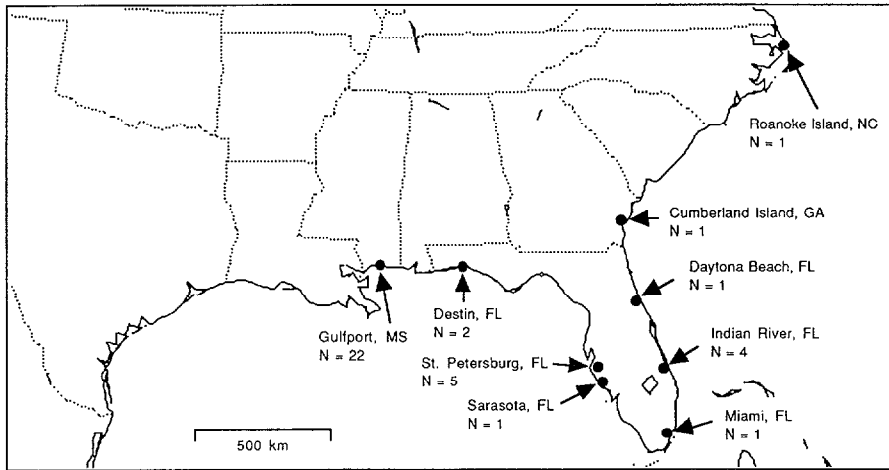 Roanoke Island, NC
N = 1
Cumberland Island, GA
N = 1
Daytona Beach, FL
N = 1
Gulfport, MS
N = 22
Destin, FL
N = 2
Indian River, FL
N = 4
St. Petersburg, FL
N = 5
Sarasota, FL
N = 1
Miami, FL
N = 1
500 km